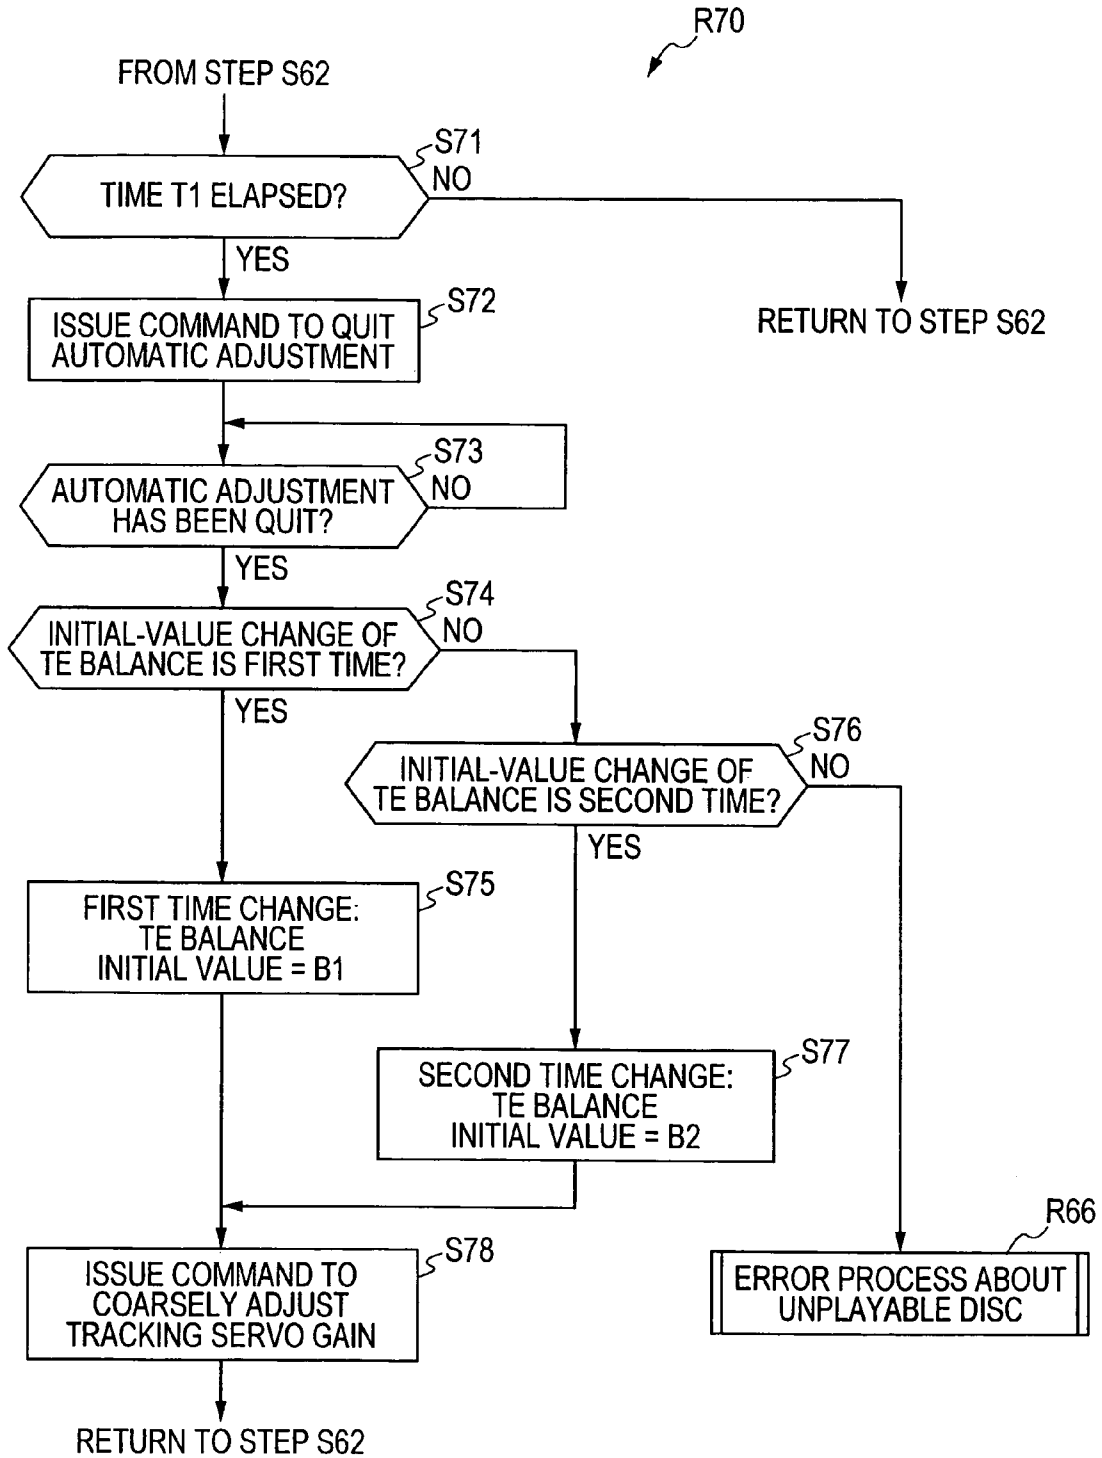 R70
FROM STEP S62
S71
TIME T1 ELAPSED?
NO
YES
S72
ISSUE COMMAND TO QUIT
AUTOMATIC ADJUSTMENT
RETURN TO STEP S62
S73
AUTOMATIC ADJUSTMENT
HAS BEEN QUIT?
NO
YES
S74
INITIAL-VALUE CHANGE OF
TE BALANCE IS FIRST TIME?
NO
YES
S76
INITIAL-VALUE CHANGE OF
TE BALANCE IS SECOND TIME?
NO
YES
S75
FIRST TIME CHANGE:
TE BALANCE
INITIAL VALUE = B1
S77
SECOND TIME CHANGE:
TE BALANCE
INITIAL VALUE = B2
S78
ISSUE COMMAND TO
COARSELY ADJUST
TRACKING SERVO GAIN
R66
ERROR PROCESS ABOUT
UNPLAYABLE DISC
RETURN TO STEP S62